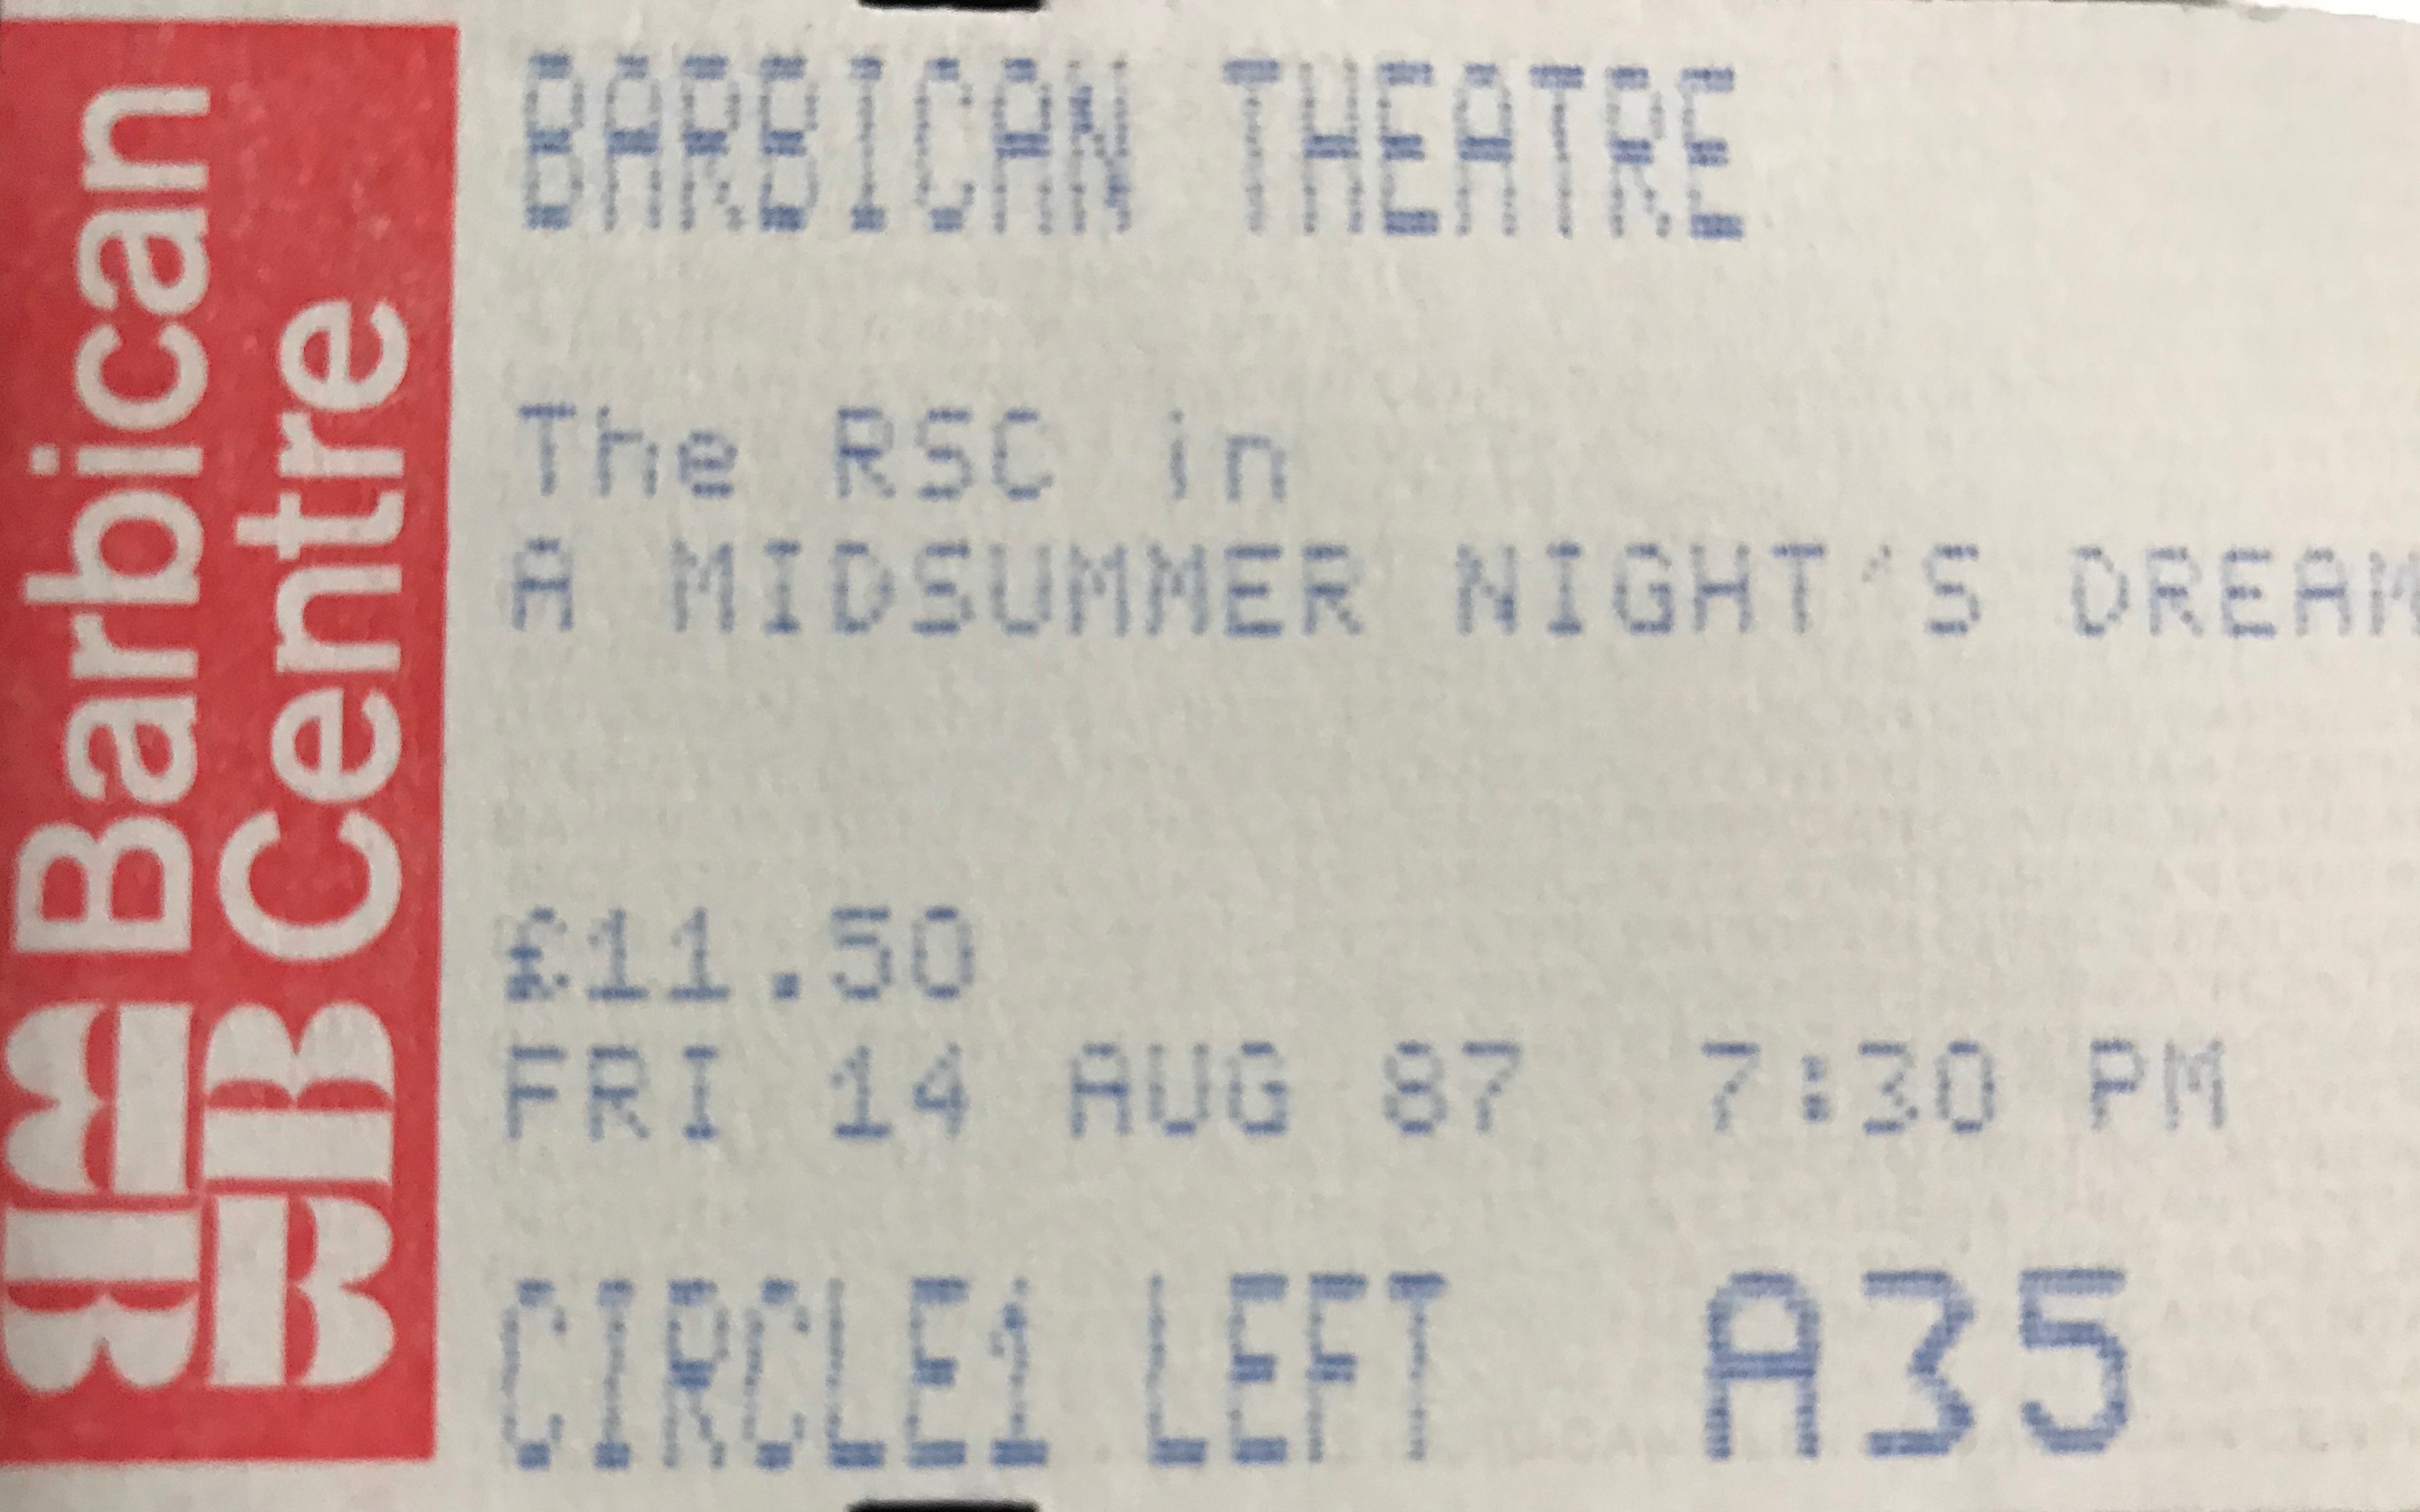 Barbican
Centre
BARBICAN THEATRE
The RSC in
A MIDSUMMER NIGHT'S DREAM
£11.50
FRI 14 AUG 87 7:30 PM
CIRCLE1 LEFT A35